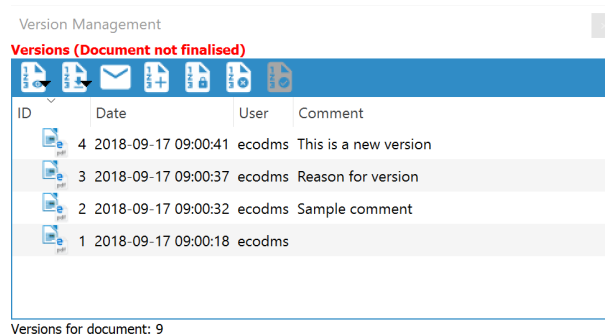 Version Management
Versions (Document not finalised)
ID Date User Comment
4 2018-09-17 09:00:41 ecodms This is a new version
3 2018-09-17 09:00:37 ecodms Reason for version
2 2018-09-17 09:00:32 ecodms Sample comment
1 2018-09-17 09:00:18 ecodms
Versions for document: 9